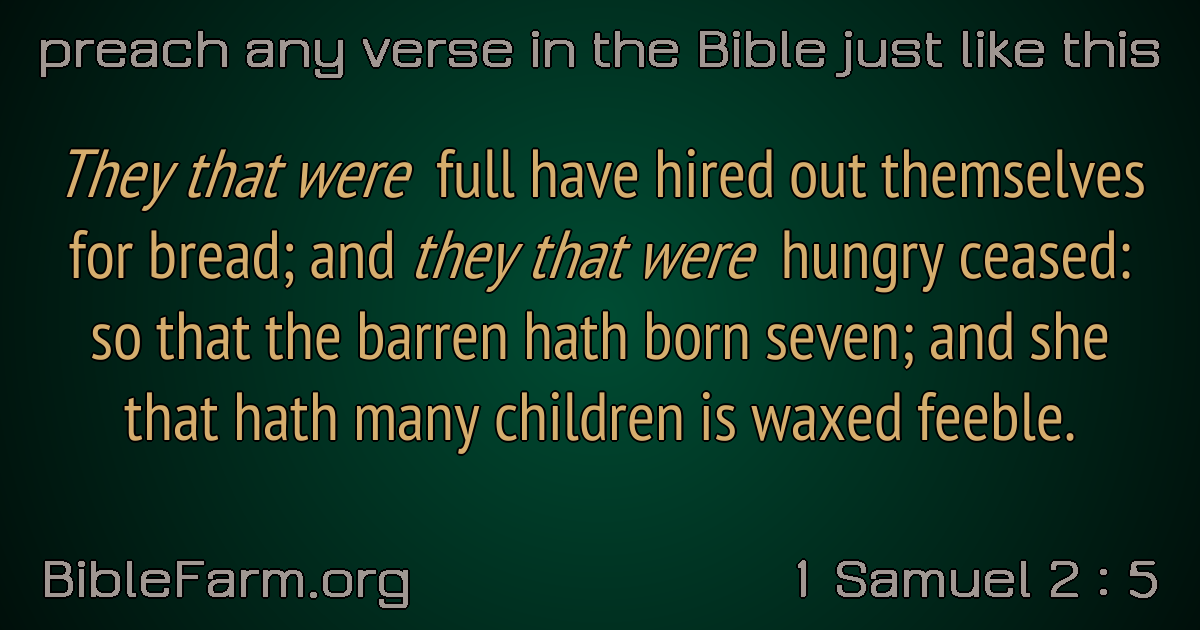 preach any verse in the Bible just like this
They that were full have hired out themselves
for bread; and they that were hungry ceased:
so that the barren hath born seven; and she
that hath many children is waxed feeble.
BibleFarm.org
1 Samuel 2 : 5